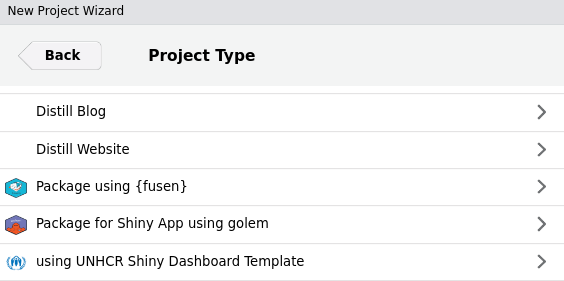 New Project Wizard
Back
Project Type
Distill Blog
Distill Website
Package using {fusen}
Package for Shiny App using golem
using UNHCR Shiny Dashboard Template